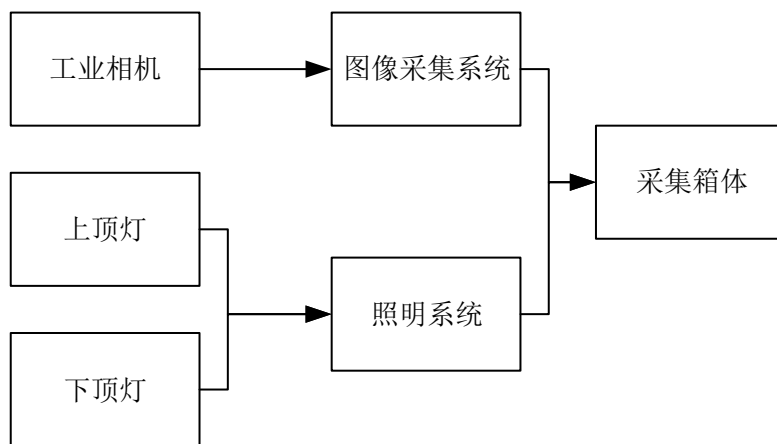 工业相机
图像采集系统
采集箱体
上顶灯
照明系统
下顶灯